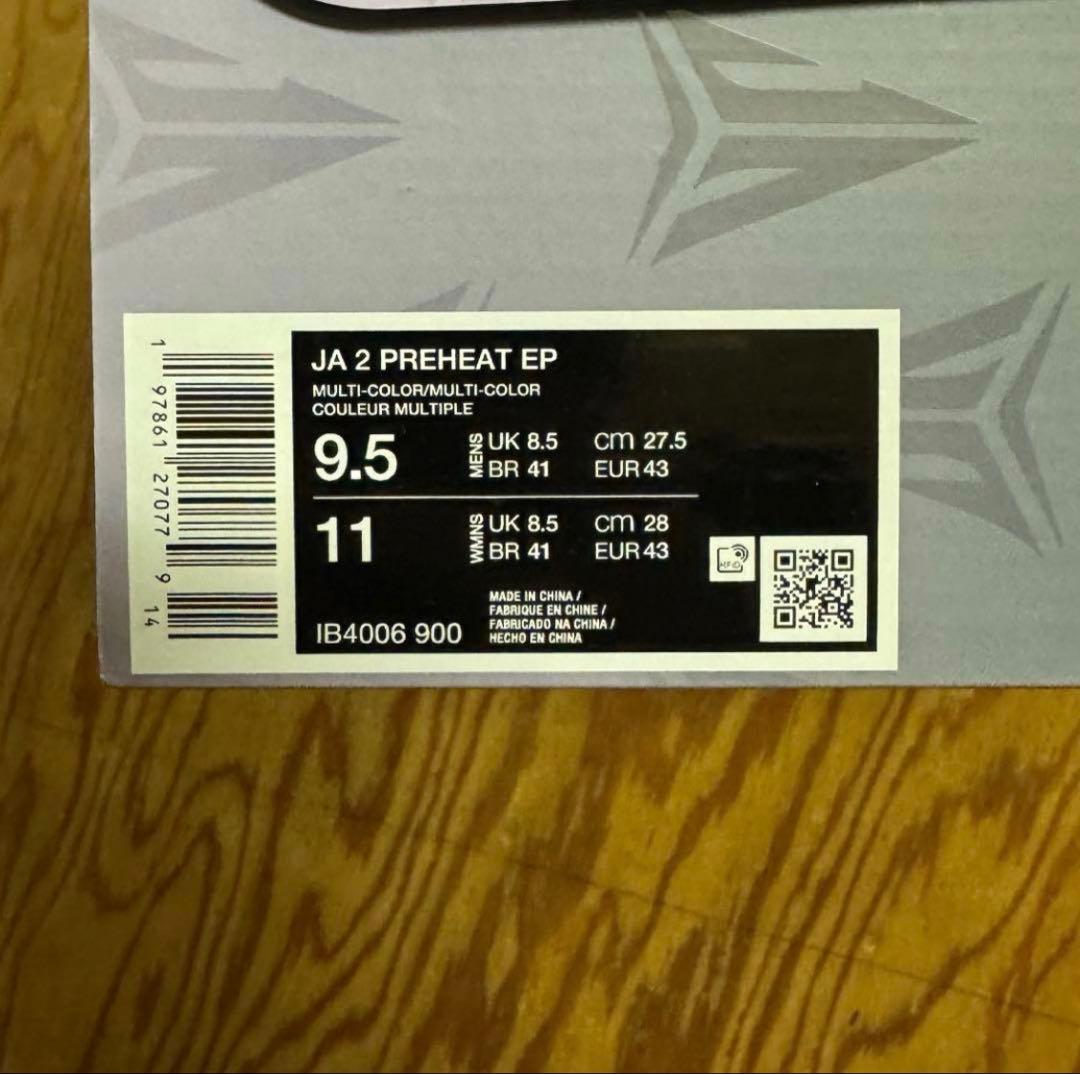 JA 2 PREHEAT EP
MULTI-COLOR/MULTI-COLOR
COULEUR MULTIPLE
9.5 MENS UK 8.5 cm 27.5
BR 41 EUR 43
11 WMNS UK 8.5 cm 28
BR 41 EUR 43
IB4006 900
MADE IN CHINA /
FABRIQUE EN CHINE /
FABRICADO NA CHINA /
HECHO EN CHINA
RFID
1 97861 27077 9 14